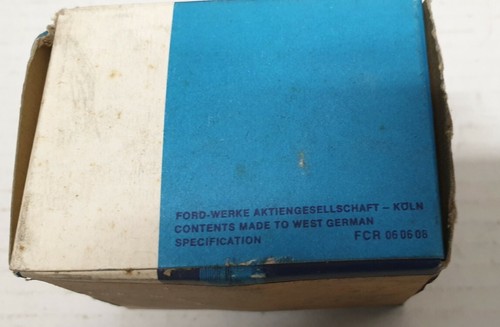 FORD-WERKE AKTIENGESELLSCHAFT – KÖLN
CONTENTS MADE TO WEST GERMAN
SPECIFICATION FCR 060608